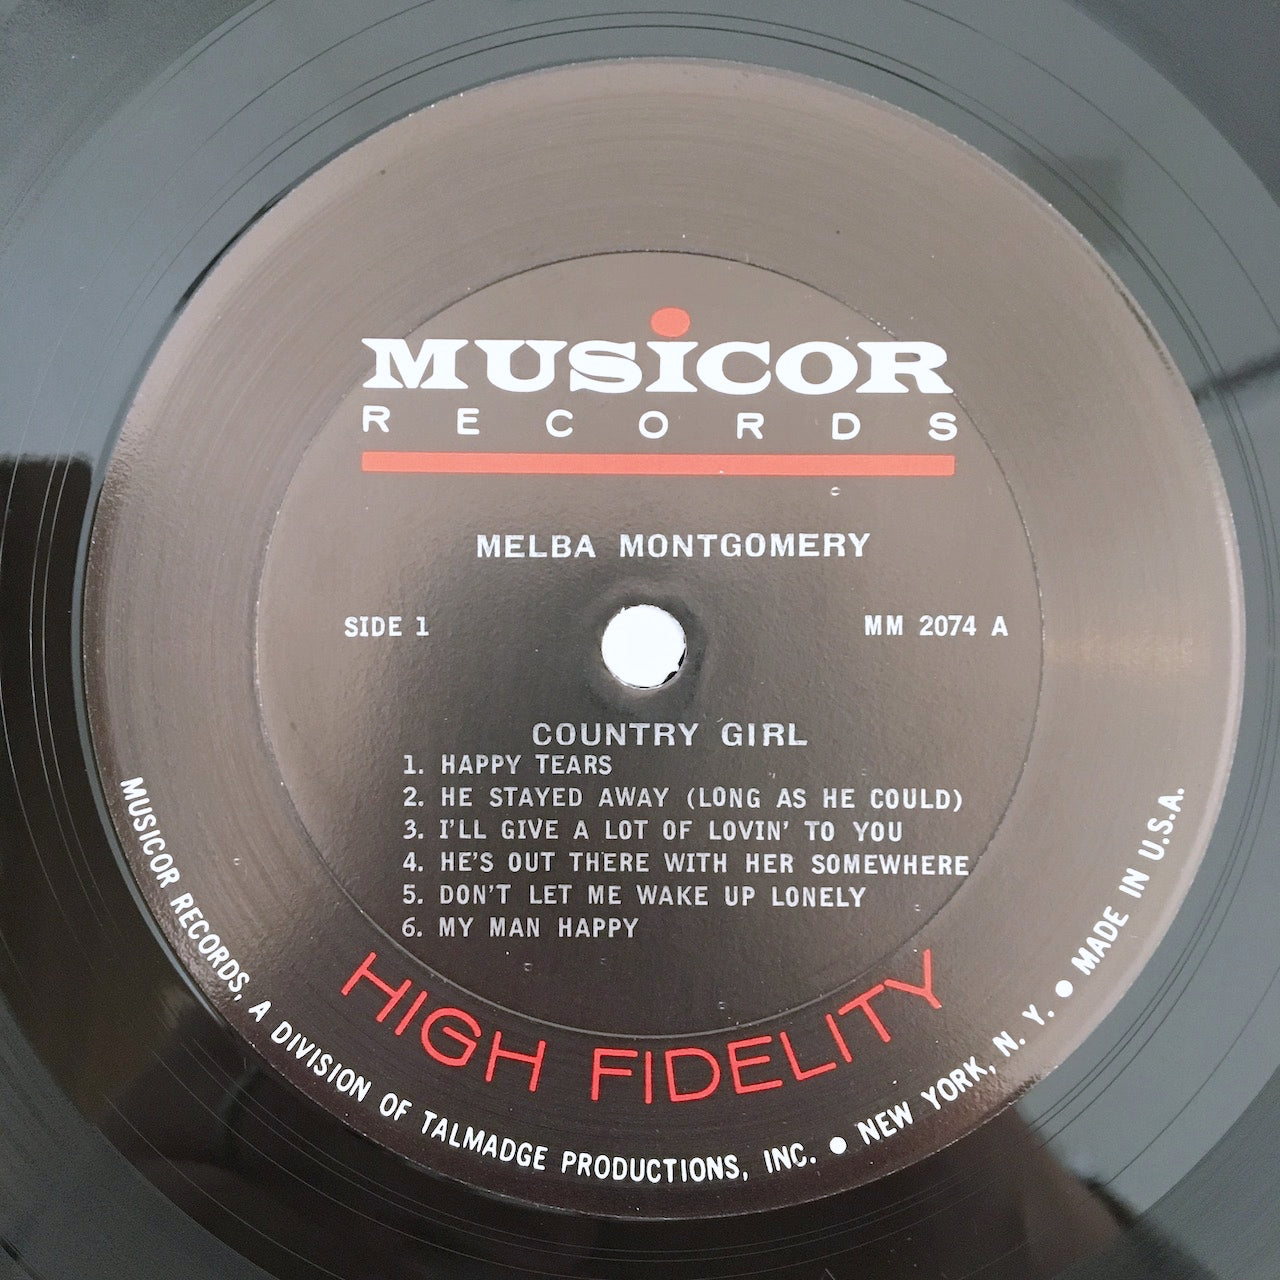 MUSiCOR
RECORDS
MELBA MONTGOMERY
SIDE 1
MM 2074 A
COUNTRY GIRL
1. HAPPY TEARS
2. HE STAYED AWAY (LONG AS HE COULD)
3. I'LL GIVE A LOT OF LOVIN' TO YOU
4. HE'S OUT THERE WITH HER SOMEWHERE
5. DON'T LET ME WAKE UP LONELY
6. MY MAN HAPPY
HIGH FIDELITY
MUSICOR RECORDS, A DIVISION OF TALMADGE PRODUCTIONS, INC. ● NEW YORK, N. Y. ● MADE IN U.S.A.